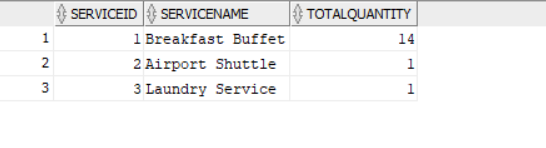 SERVICEID SERVICENAME TOTALQUANTITY
1 1 Breakfast Buffet 14
2 2 Airport Shuttle 1
3 3 Laundry Service 1